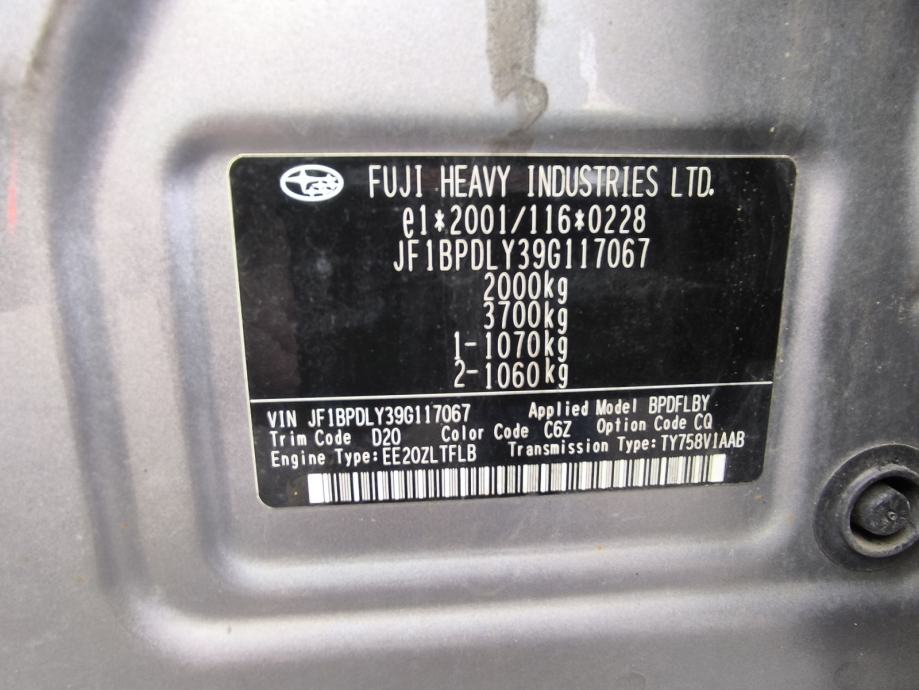 FUJI HEAVY INDUSTRIES LTD.
e1*2001/116*0228
JF1BPDLY39G117067
2000kg
3700kg
1-1070kg
2-1060kg
VIN JF1BPDLY39G117067 Applied Model BPDFLBY
Trim Code D20 Color Code C6Z Option Code CQ
Engine Type:EE20ZLTFLB Transmission Type:TY758V1AAB